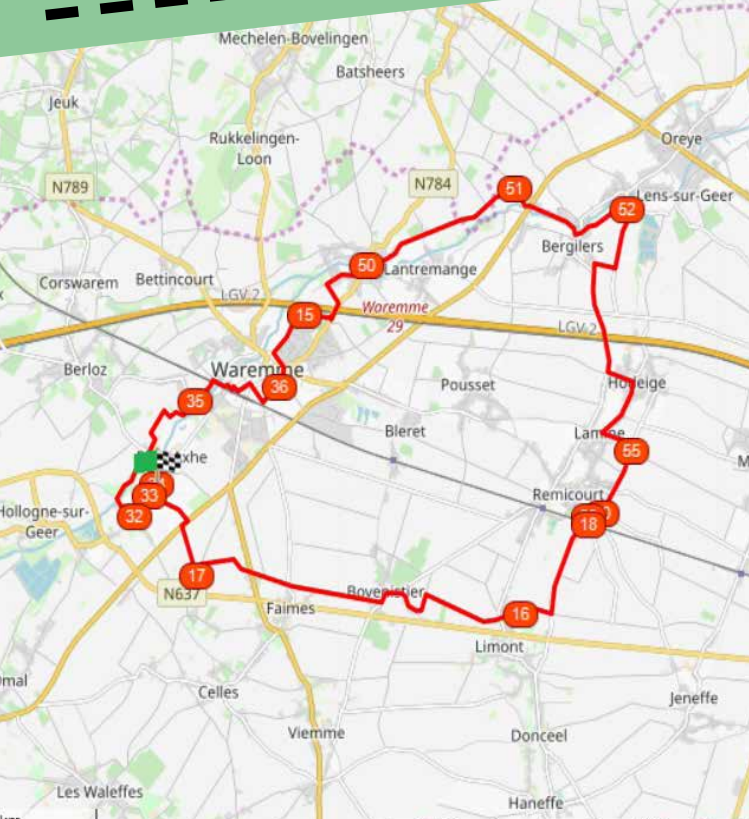 Mechelen-Bovelingen
Batsheers
Jeuk
Oreye
Rukkelingen-
Loon
N789
N784
51
Lens-sur-Geer
52
Bergilers
50
Lantremange
Corswarem
Bettincourt
LGV 2
15
Waremme
29
LGV 2
Berloz
Waremme
36
Pousset
Hodeige
35
Bleret
Lamine
55
xhe
33
Remicourt
32
18
Hollogne-sur-
Geer
17
N637
Bovenistier
Faimes
16
Limont
Celles
Jeneffe
Viemme
Donceel
Les Waleffes
Haneffe